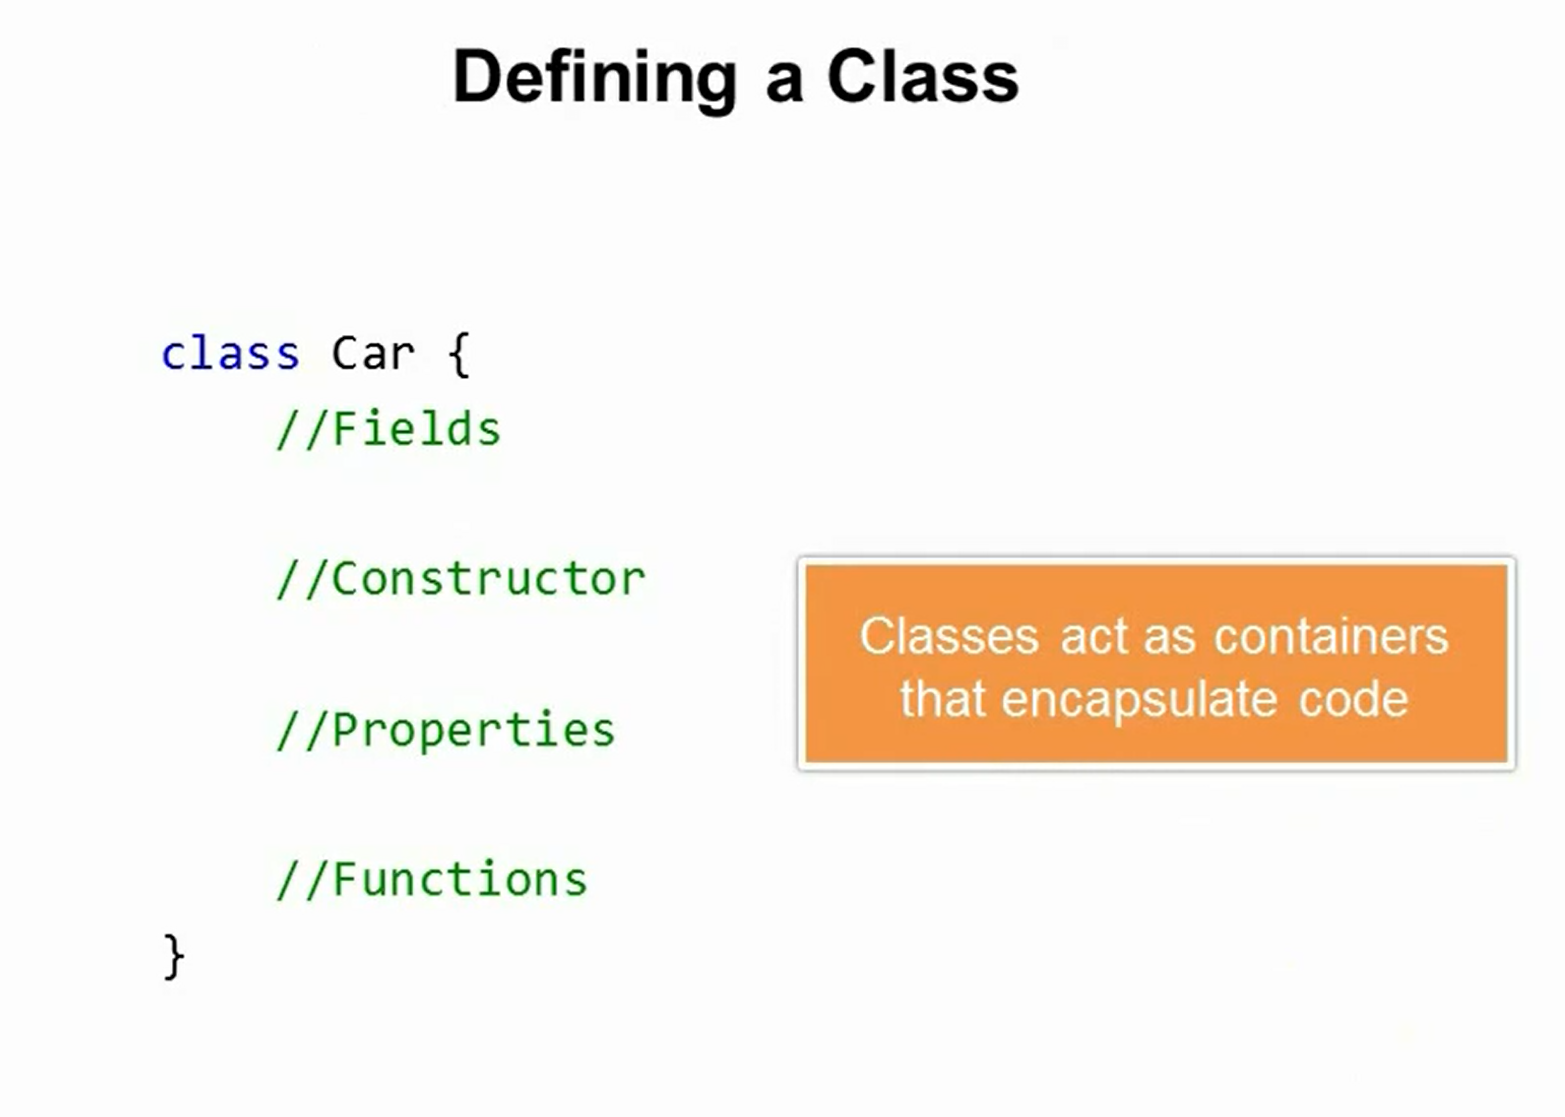 Defining a Class
class Car {
//Fields
//Constructor
//Properties
//Functions
}
Classes act as containers
that encapsulate code